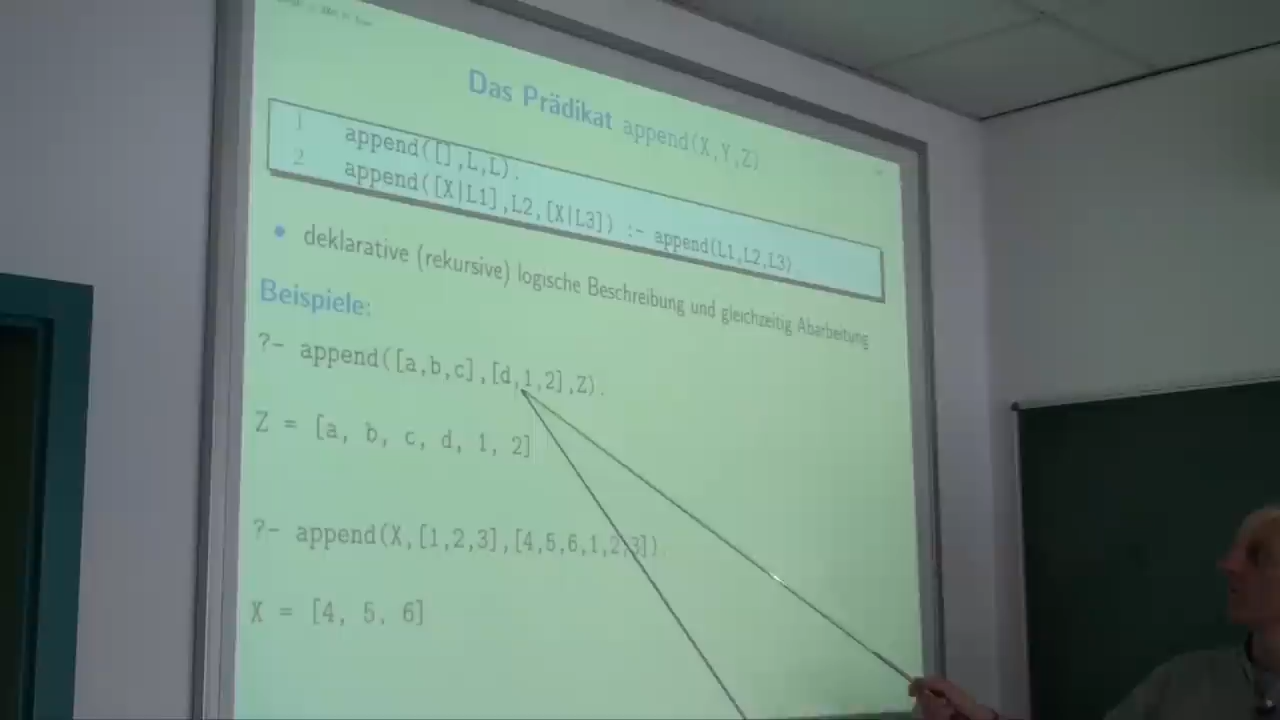 Das Prädikat append(X,Y,Z)
1 append([],L,L).
2 append([X|L1],L2,[X|L3]) :- append(L1,L2,L3)
• deklarative (rekursive) logische Beschreibung und gleichzeitig Abarbeitung
Beispiele:
?- append([a,b,c],[d,1,2],Z).
Z = [a, b, c, d, 1, 2]
?- append(X,[1,2,3],[4,5,6,1,2,3])
X = [4, 5, 6]